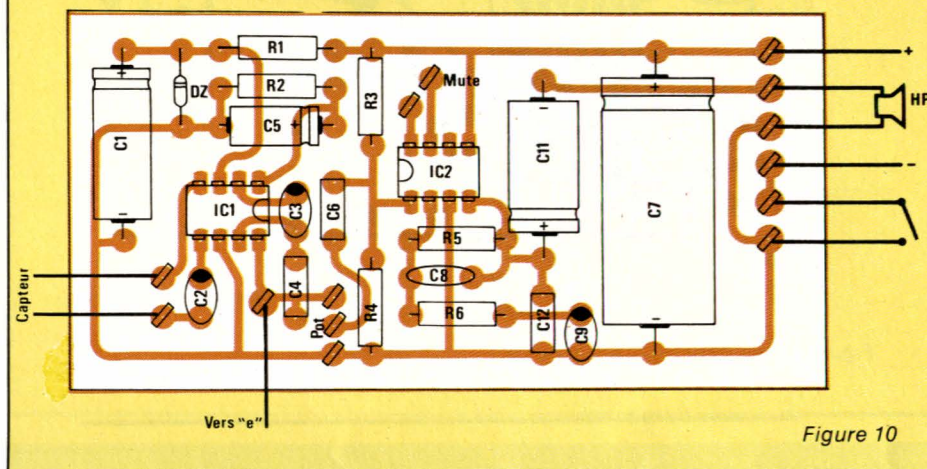 R1
+
R2
R3
Mute
+
DZ
HP
C5
+
C1
C11
IC2
–
IC1
C3
C6
C7
R5
Capteur
C8
C2
C4
R4
R6
Pot
C12
C9
Vers "e"
Figure 10